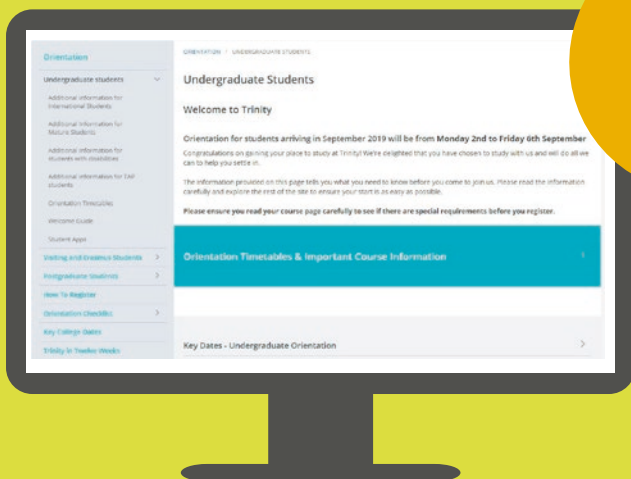 Orientation
Undergraduate students
Additional information for
International Students
Additional information for
Mature Students
Additional information for
students with disabilities
Additional information for TAP
students
Orientation Timetables
Welcome Guide
Student Apps
Visiting and Erasmus Students
Postgraduate Students
How To Register
Orientation Checklist
Key College Dates
Trinity in Twelve Weeks
ORIENTATION / UNDERGRADUATE STUDENTS
Undergraduate Students
Welcome to Trinity
Orientation for students arriving in September 2019 will be from Monday 2nd to Friday 6th September
Congratulations on gaining your place to study at Trinity! We're delighted that you have chosen to study with us and will do all we
can to help you settle in.
The information provided on this page tells you what you need to know before you come to join us. Please read the information
carefully and explore the rest of the site to ensure your start is as easy as possible.
Please ensure you read your course page carefully to see if there are special requirements before you register.
Orientation Timetables & Important Course Information
Key Dates - Undergraduate Orientation